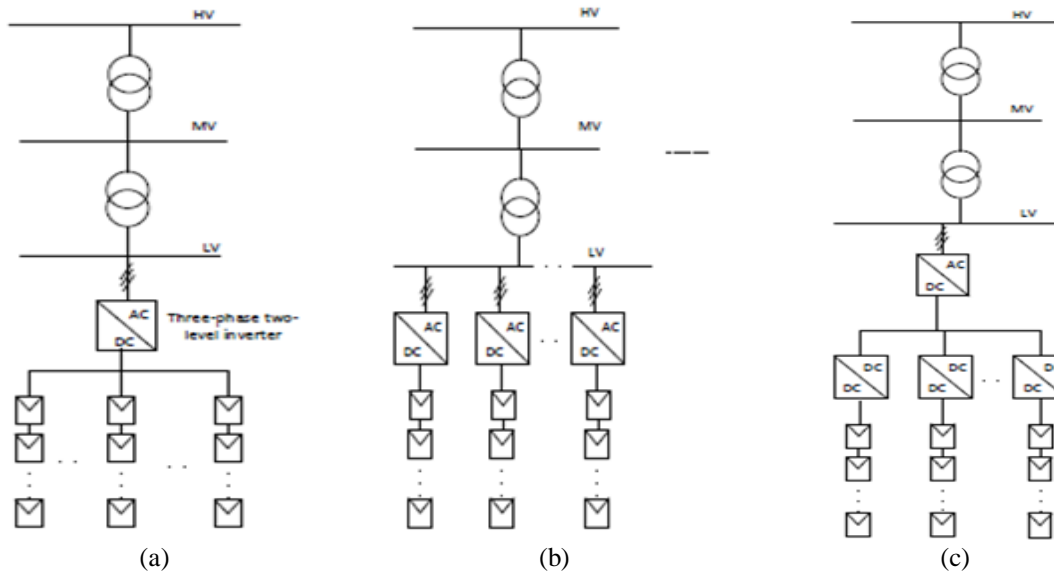 HV
MV
LV
AC
DC
Three-phase two-
level inverter
(a)
HV
MV
LV
AC
DC
AC
DC
AC
DC
(b)
HV
MV
LV
AC
DC
DC
DC
DC
DC
DC
DC
(c)